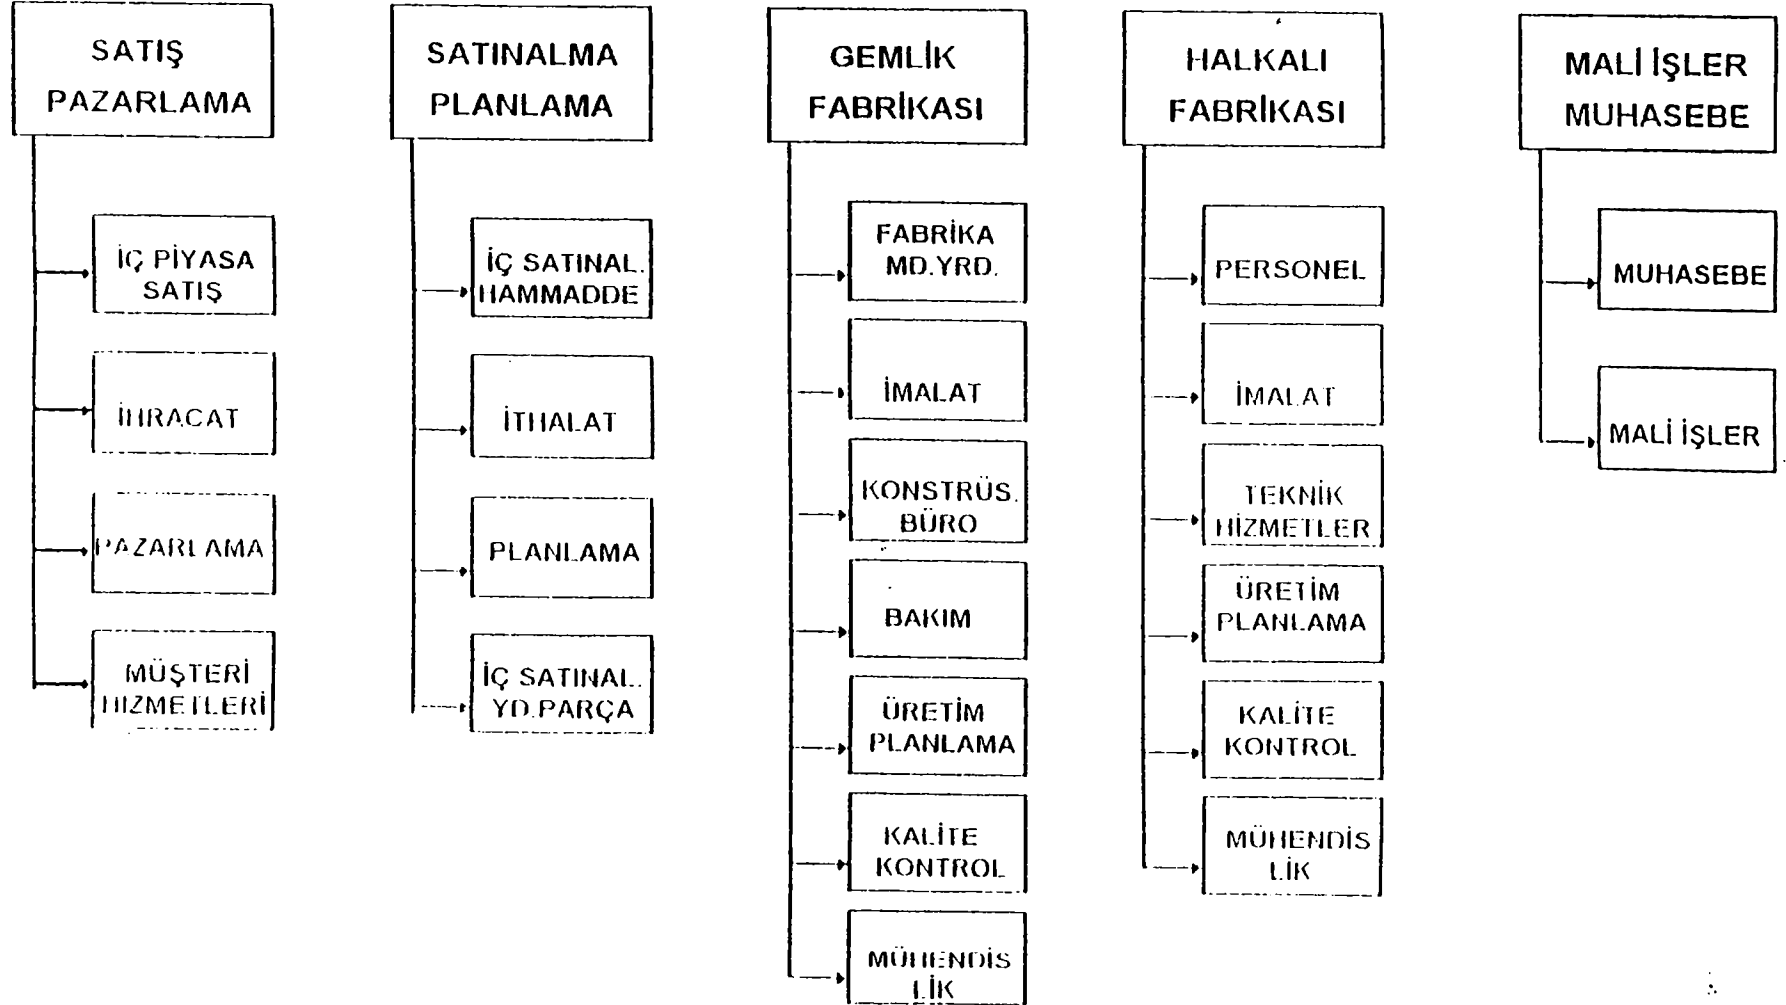 SATIŞ
PAZARLAMA
İÇ PİYASA
SATIŞ
İHRACAT
PAZARLAMA
MÜŞTERİ
HİZMETLERİ
SATINALMA
PLANLAMA
İÇ SATINAL.
HAMMADDE
İTHALAT
PLANLAMA
İÇ SATINAL.
YD.PARÇA
GEMLİK
FABRİKASI
FABRİKA
MD.YRD.
İMALAT
KONSTRÜS.
BÜRO
BAKIM
ÜRETİM
PLANLAMA
KALİTE
KONTROL
MÜHENDİS
LİK
HALKALI
FABRİKASI
PERSONEL
İMALAT
TEKNİK
HİZMETLER
ÜRETİM
PLANLAMA
KALİTE
KONTROL
MÜHENDİS
LİK
MALİ İŞLER
MUHASEBE
MUHASEBE
MALİ İŞLER